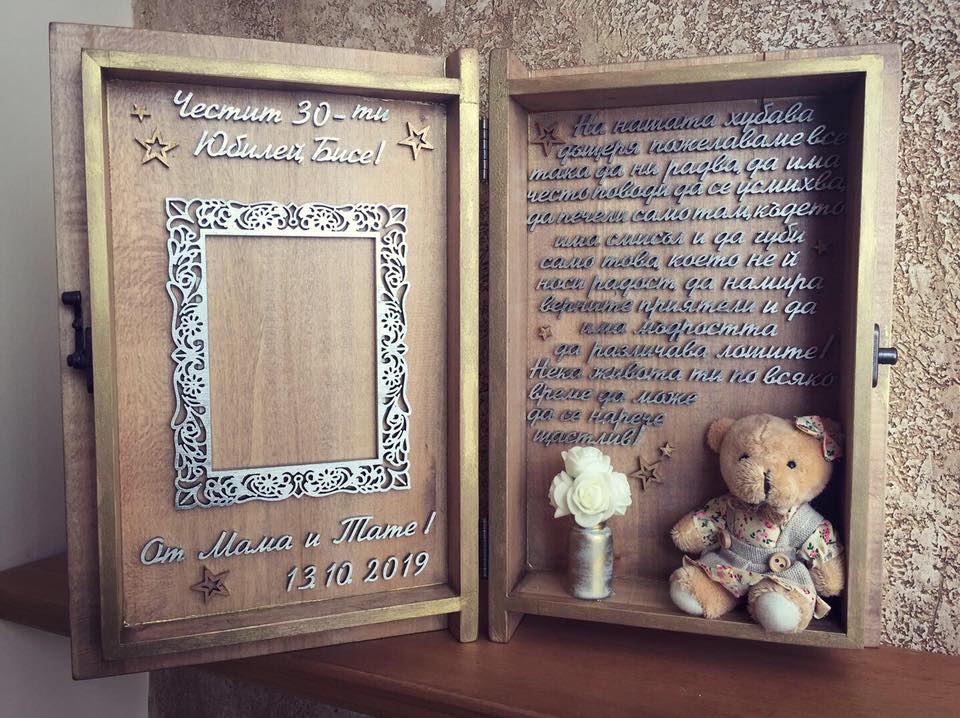 Честит 30-ти
Юбилей, Бисе!
От Мама и Тате!
13.10. 2019
На нашата хубава
дъщеря пожелаваме все
така да ни радва, да има
чести поводи да се усмихва,
да печели само там, където
има смисъл и да губи
само това, което не й
носи радост, да намира
верните приятели и да
има мъдростта
да различава лошите!
Нека живота ти по всяко
време да може
да се нарече
щастлив!